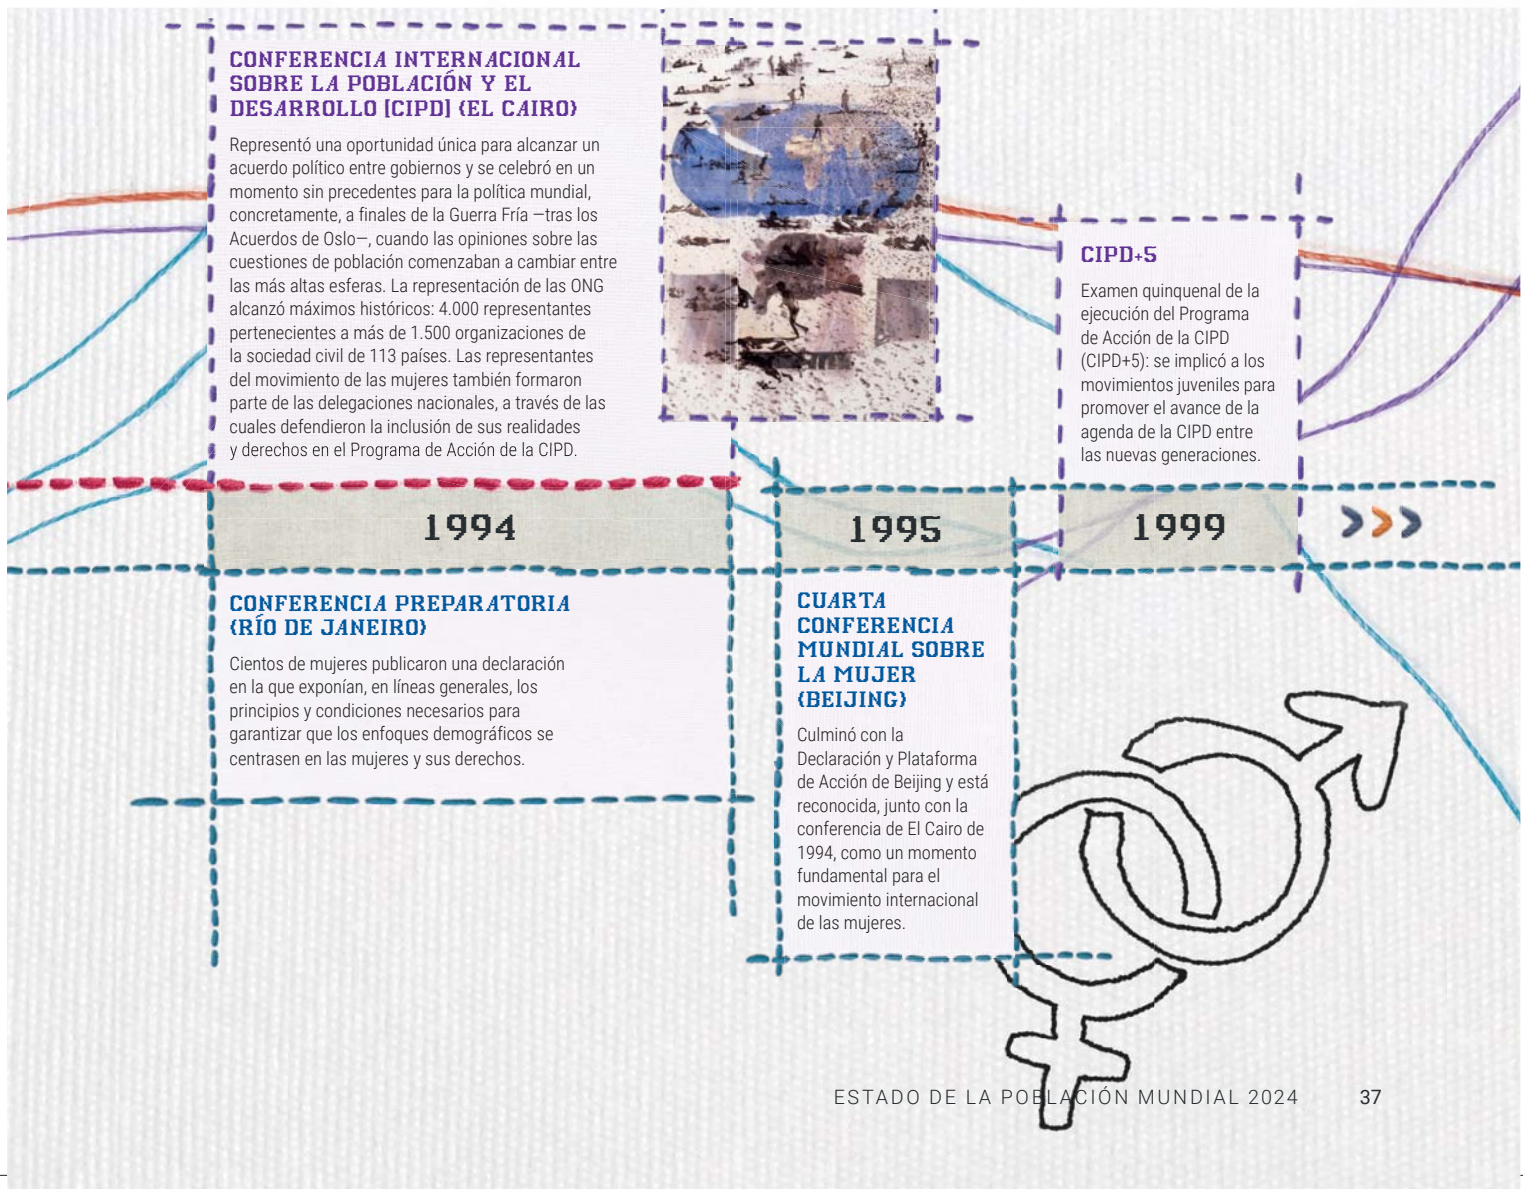 CONFERENCIA INTERNACIONAL
SOBRE LA POBLACIÓN Y EL
DESARROLLO [CIPD] {EL CAIRO}
Representó una oportunidad única para alcanzar un
acuerdo político entre gobiernos y se celebró en un
momento sin precedentes para la política mundial,
concretamente, a finales de la Guerra Fría —tras los
Acuerdos de Oslo—, cuando las opiniones sobre las
cuestiones de población comenzaban a cambiar entre
las más altas esferas. La representación de las ONG
alcanzó máximos históricos: 4.000 representantes
pertenecientes a más de 1.500 organizaciones de
la sociedad civil de 113 países. Las representantes
del movimiento de las mujeres también formaron
parte de las delegaciones nacionales, a través de las
cuales defendieron la inclusión de sus realidades
y derechos en el Programa de Acción de la CIPD.
1994
CONFERENCIA PREPARATORIA
{RÍO DE JANEIRO}
Cientos de mujeres publicaron una declaración
en la que exponían, en líneas generales, los
principios y condiciones necesarios para
garantizar que los enfoques demográficos se
centrasen en las mujeres y sus derechos.
1995
CUARTA
CONFERENCIA
MUNDIAL SOBRE
LA MUJER
{BEIJING}
Culminó con la
Declaración y Plataforma
de Acción de Beijing y está
reconocida, junto con la
conferencia de El Cairo de
1994, como un momento
fundamental para el
movimiento internacional
de las mujeres.
CIPD+5
Examen quinquenal de la
ejecución del Programa
de Acción de la CIPD
(CIPD+5): se implicó a los
movimientos juveniles para
promover el avance de la
agenda de la CIPD entre
las nuevas generaciones.
1999
ESTADO DE LA POBLACIÓN MUNDIAL 2024 37